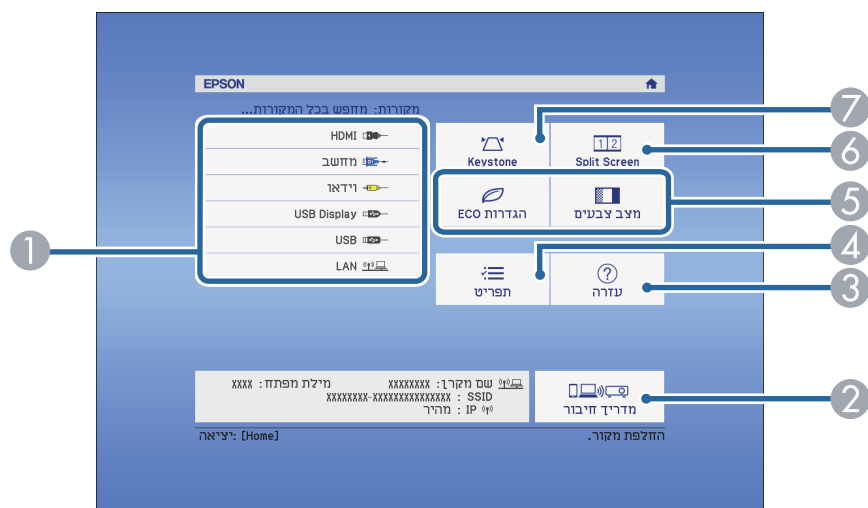 EPSON
מקורות: מחפש בכל המקורות...
HDMI
מחשב
וידאו
USB Display
USB
LAN
Keystone
1 2
Split Screen
הגדרות ECO
מצב צבעים
תפריט
?
עזרה
שם מקרן: XXXXXXXX מילת מפתח: XXXX
SSID : XXXXXXXX-XXXXXXXXXXXXXXX
IP : מהיר
מדריך חיבור
החלפת מקור.
[Home] :יציאה
1
7
6
5
4
3
2